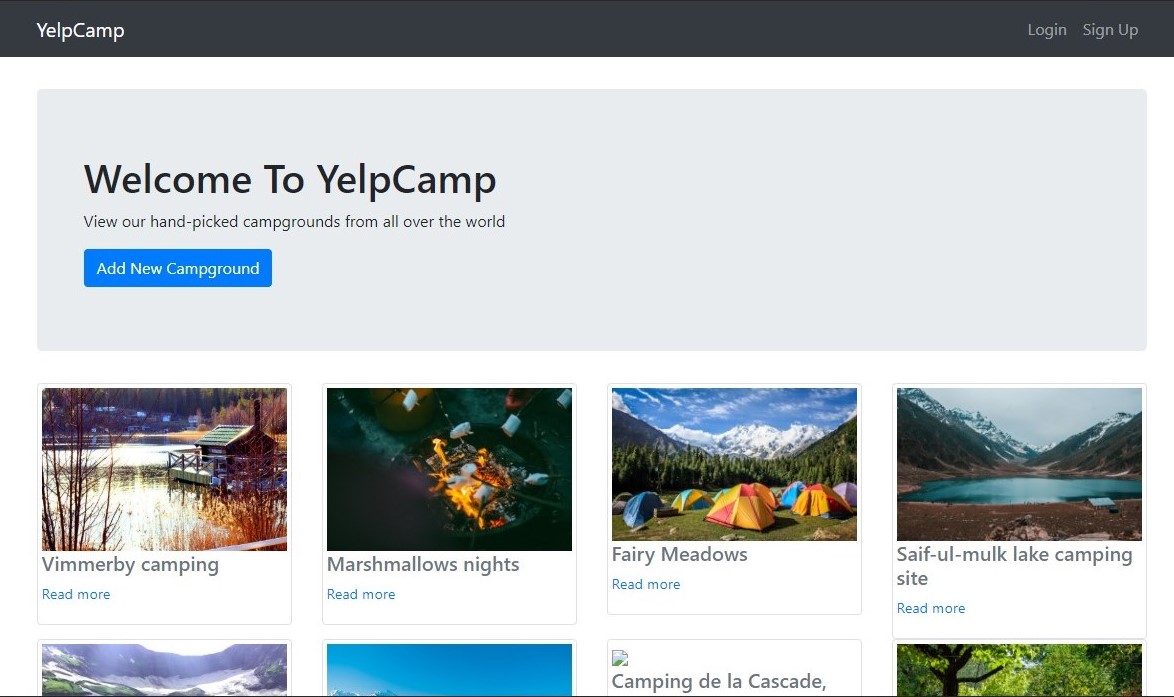 YelpCamp
Login Sign Up
Welcome To YelpCamp
View our hand-picked campgrounds from all over the world
Add New Campground
Vimmerby camping
Read more
Marshmallows nights
Read more
Fairy Meadows
Read more
Saif-ul-mulk lake camping
site
Read more
Camping de la Cascade,